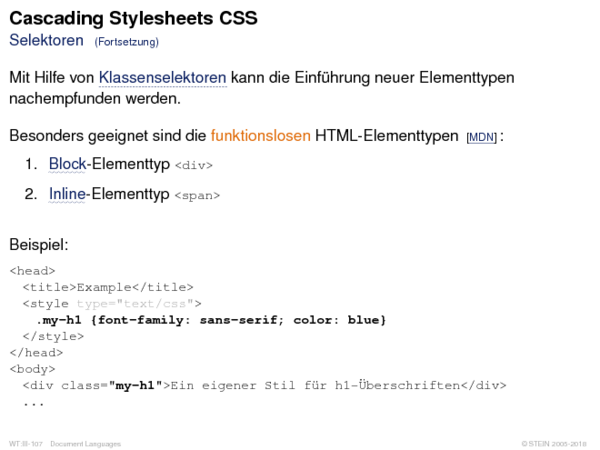 Cascading Stylesheets CSS
Selektoren (Fortsetzung)
Mit Hilfe von Klassenselektoren kann die Einführung neuer Elementtypen
nachempfunden werden.
Besonders geeignet sind die funktionslosen HTML-Elementtypen [MDN] :
1. Block-Elementtyp <div>
2. Inline-Elementtyp <span>
Beispiel:
<head>
<title>Example</title>
<style type="text/css">
.my-h1 {font-family: sans-serif; color: blue}
</style>
</head>
<body>
<div class="my-h1">Ein eigener Stil für h1-Überschriften</div>
...
WT:III-107 Document Languages © STEIN 2005-2018